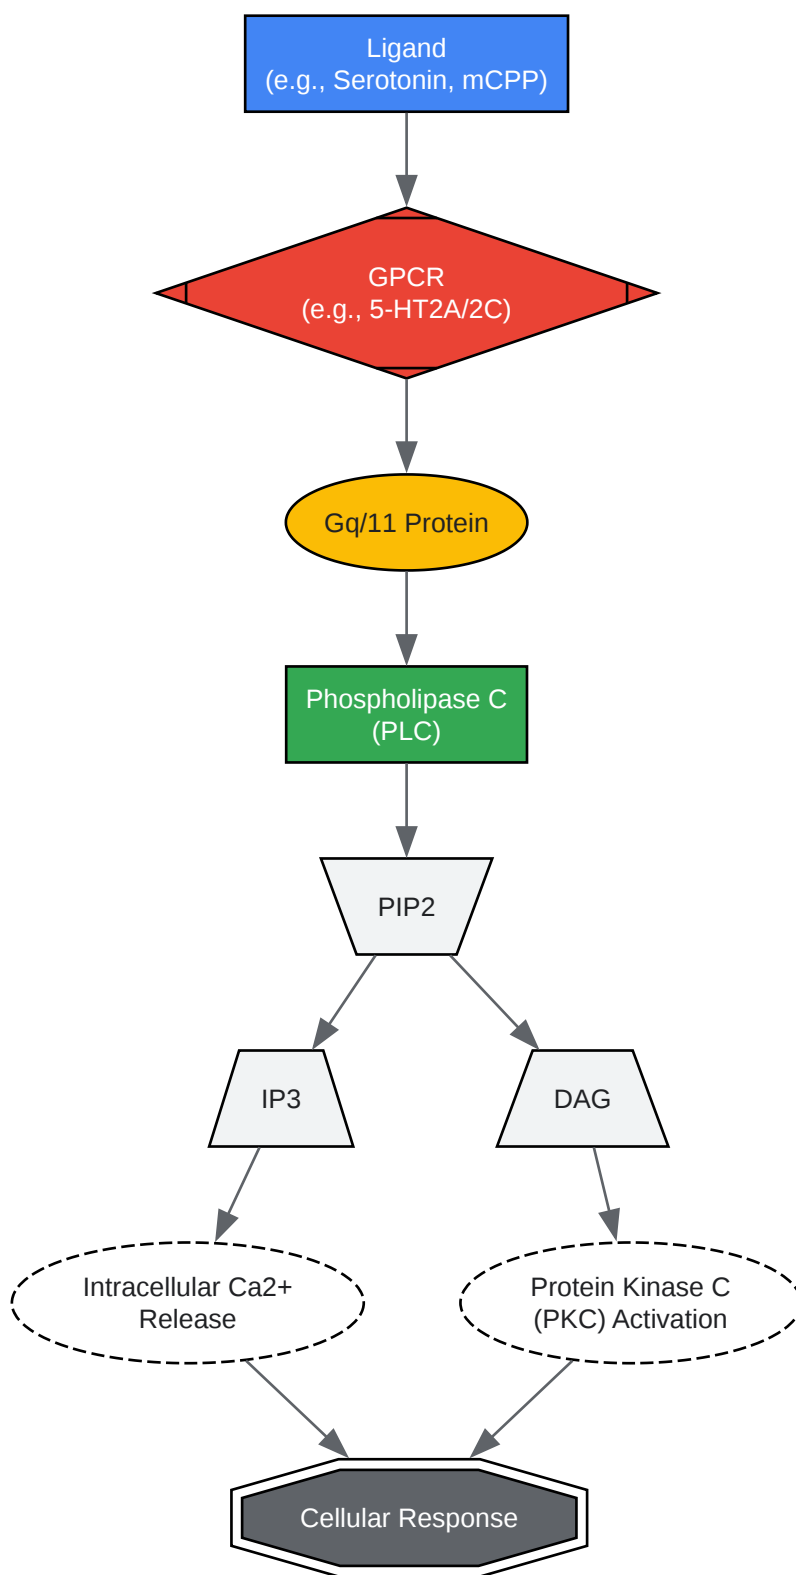 Ligand
(e.g., Serotonin, mCPP)
GPCR
(e.g., 5-HT2A/2C)
Gq/11 Protein
Phospholipase C
(PLC)
PIP2
IP3
DAG
Intracellular Ca2+
Release
Protein Kinase C
(PKC) Activation
Cellular Response